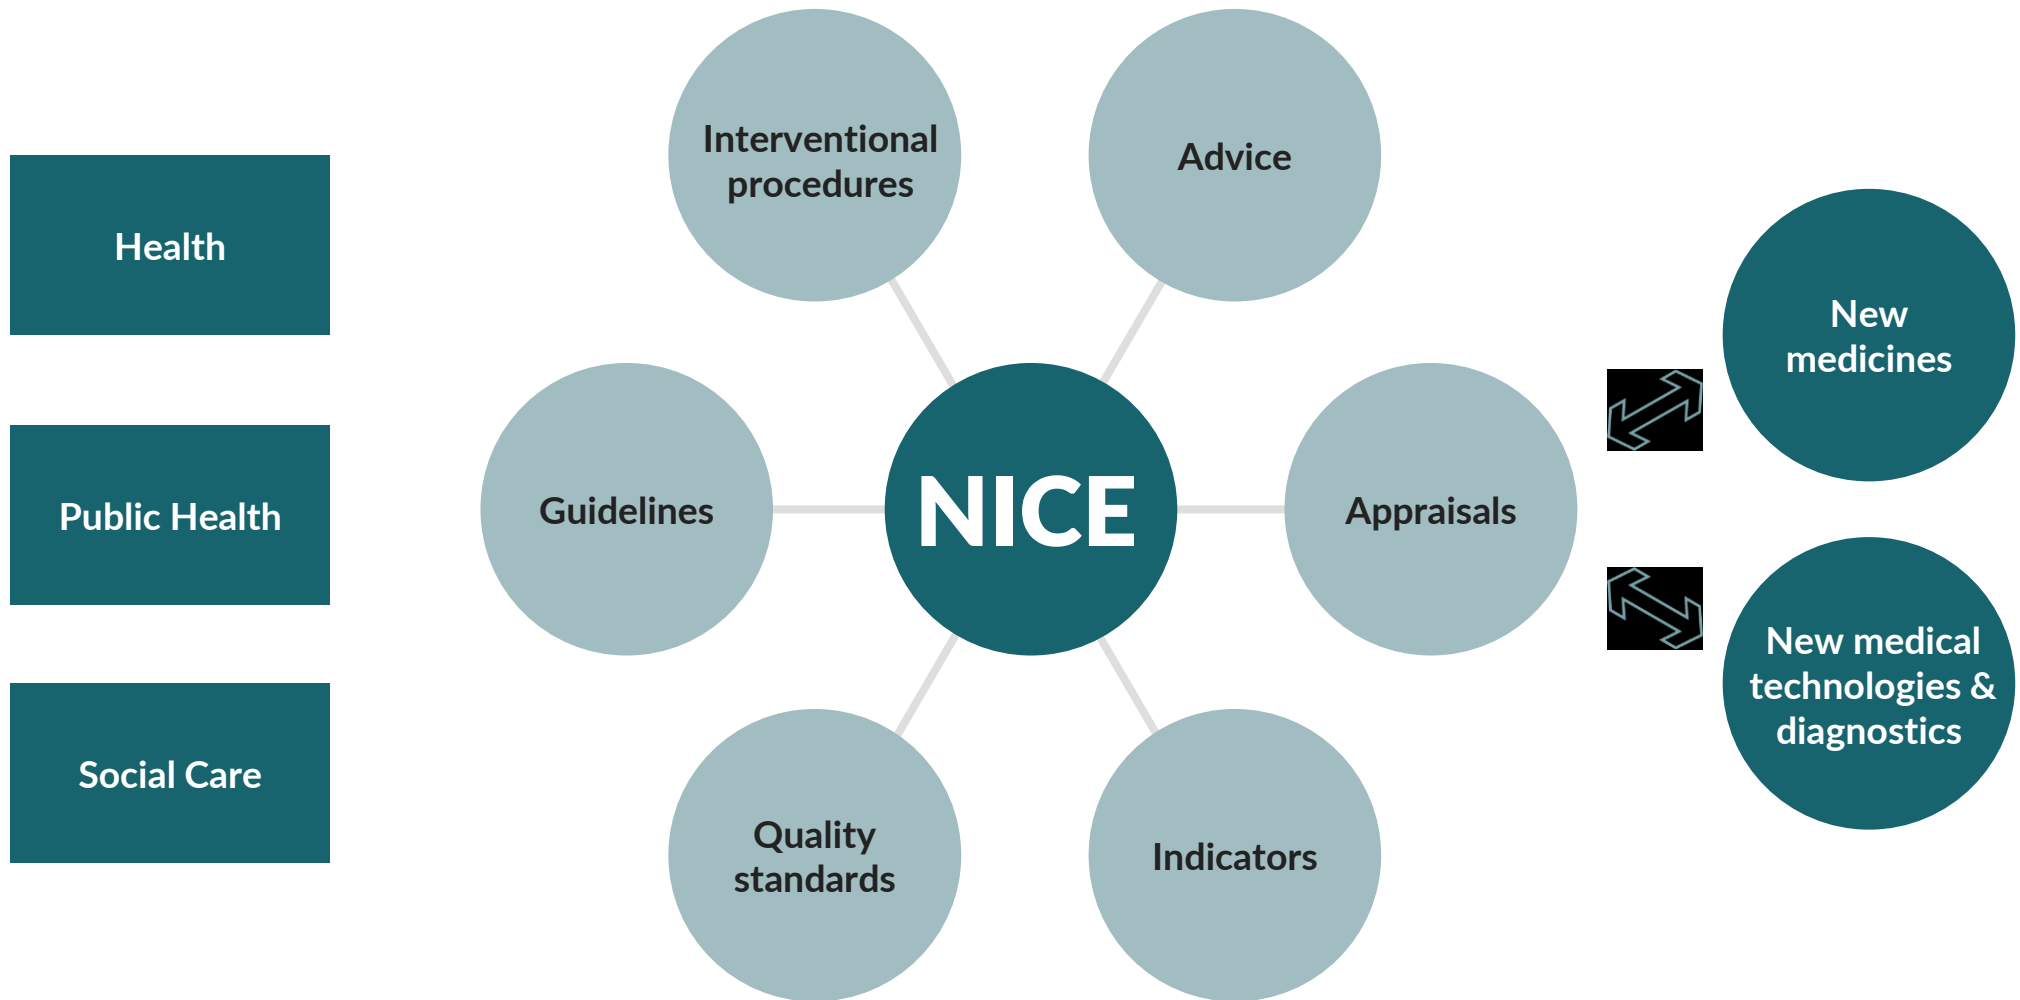 Health
Public Health
Social Care
Interventional
procedures
Advice
Guidelines
NICE
Appraisals
Quality
standards
Indicators
New
medicines
New medical
technologies &
diagnostics